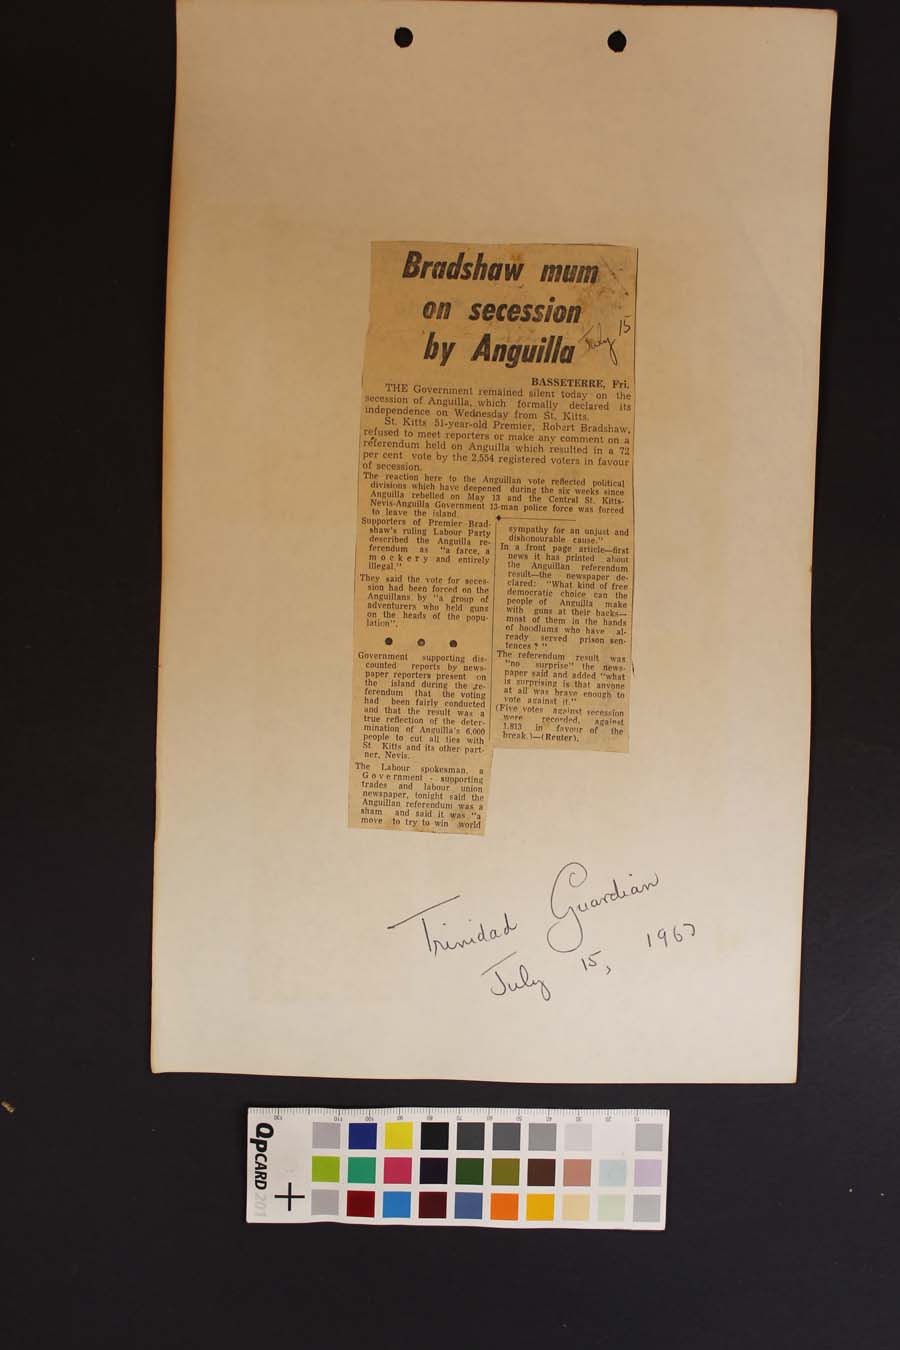 Bradshaw mum
on secession
by Anguilla
July 15
BASSETERRE, Fri.
THE Government remained silent today on the
secession of Anguilla, which formally declared its
independence on Wednesday from St. Kitts.
St. Kitts 51-year-old Premier, Robert Bradshaw,
refused to meet reporters or make any comment on a
referendum held on Anguilla which resulted in a 72
per cent vote by the 2,554 registered voters in favour
of secession.
The reaction here to the Anguillan vote reflected political
divisions which have deepened during the six weeks since
Anguilla rebelled on May 13 and the Central St. Kitts-
Nevis-Anguilla Government 13-man police force was forced
to leave the island.
Supporters of Premier Brad-
shaw's ruling Labour Party
described the Anguilla re-
ferendum as "a farce, a
mockery and entirely
illegal."
They said the vote for seces-
sion had been forced on the
Anguillans by "a group of
adventurers who held guns
on the heads of the popu-
lation".
Government supporting dis-
counted reports by news-
paper reporters present on
the island during the re-
ferendum that the voting
had been fairly conducted
and that the result was a
true reflection of the deter-
mination of Anguilla's 6,000
people to cut all ties with
St. Kitts and its other part-
ner, Nevis.
The Labour spokesman, a
Government - supporting
trades and labour union
newspaper, tonight said the
Anguillan referendum was a
sham and said it was "a
move to try to win world
sympathy for an unjust and
dishonourable cause."
In a front page article—first
news it has printed about
the Anguillan referendum
result—the newspaper de-
clared: "What kind of free
democratic choice can the
people of Anguilla make
with guns at their backs—
most of them in the hands
of hoodlums who have al-
ready served prison sen-
tences?"
The referendum result was
"no surprise" the news-
paper said and added "what
is surprising is that anyone
at all was brave enough to
vote against it."
(Five votes against secession
were recorded, against
1,813 in favour of the
break.)—(Reuter).
Trinidad Guardian
July 15, 1967
QPCARD 201